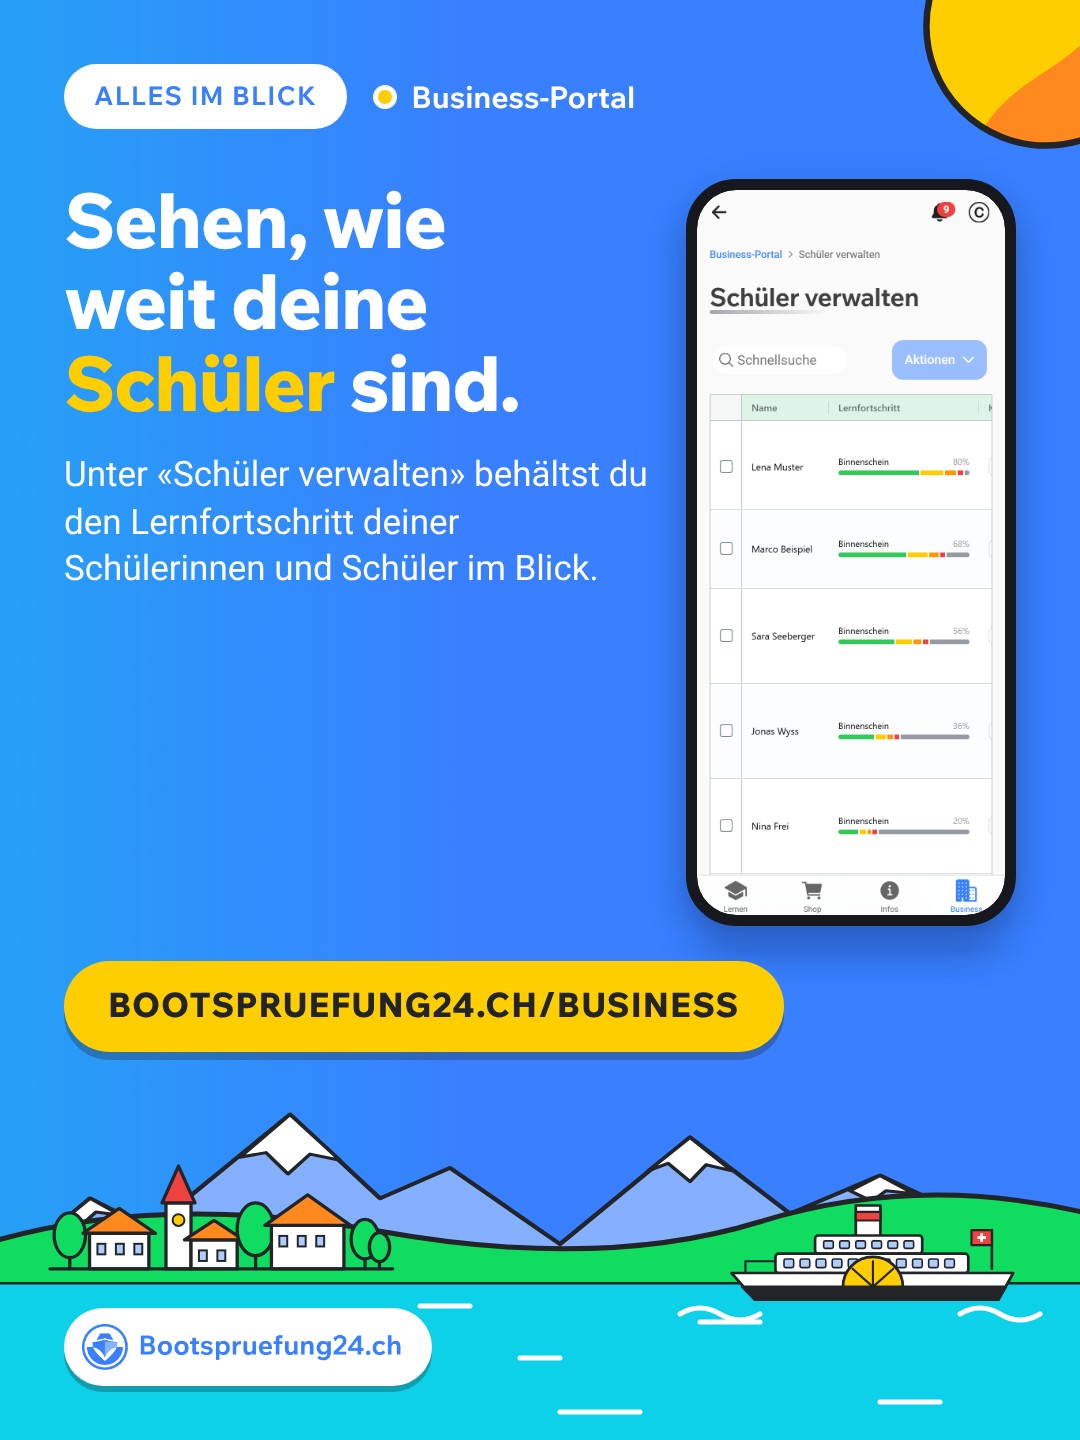 ALLES IM BLICK
Business-Portal
Sehen, wie
weit deine
Schüler sind.
Unter «Schüler verwalten» behältst du
den Lernfortschritt deiner
Schülerinnen und Schüler im Blick.
9
Business-Portal > Schüler verwalten
Schüler verwalten
Schnellsuche
Aktionen
Name Lernfortschritt
Lena Muster Binnenschein 80%
Marco Beispiel Binnenschein 68%
Sara Seeberger Binnenschein 56%
Jonas Wyss Binnenschein 36%
Nina Frei Binnenschein 20%
Lernen Shop Infos Business
BOOTSPRUEFUNG24.CH/BUSINESS
Bootspruefung24.ch